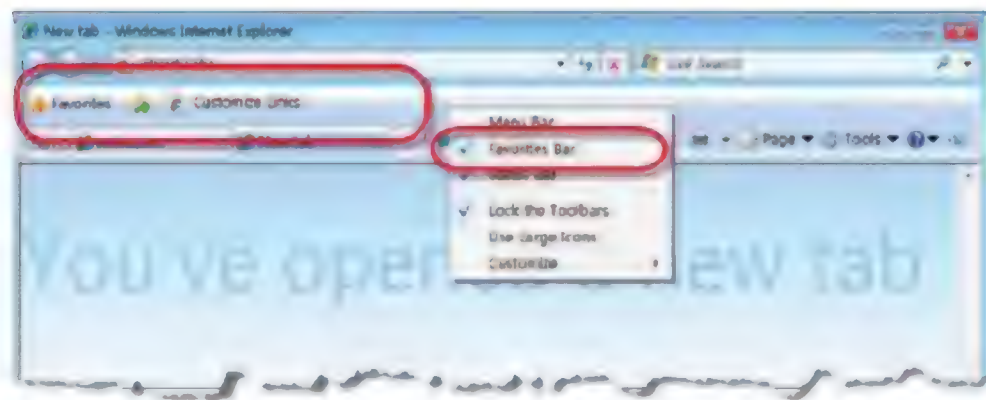 New tab - Windows Internet Explorer
Live Search
Favorites Customize Links
Menu Bar
Favorites Bar
Lock the Toolbars
Use Large Icons
Customize
Page Tools
You've opened a new tab